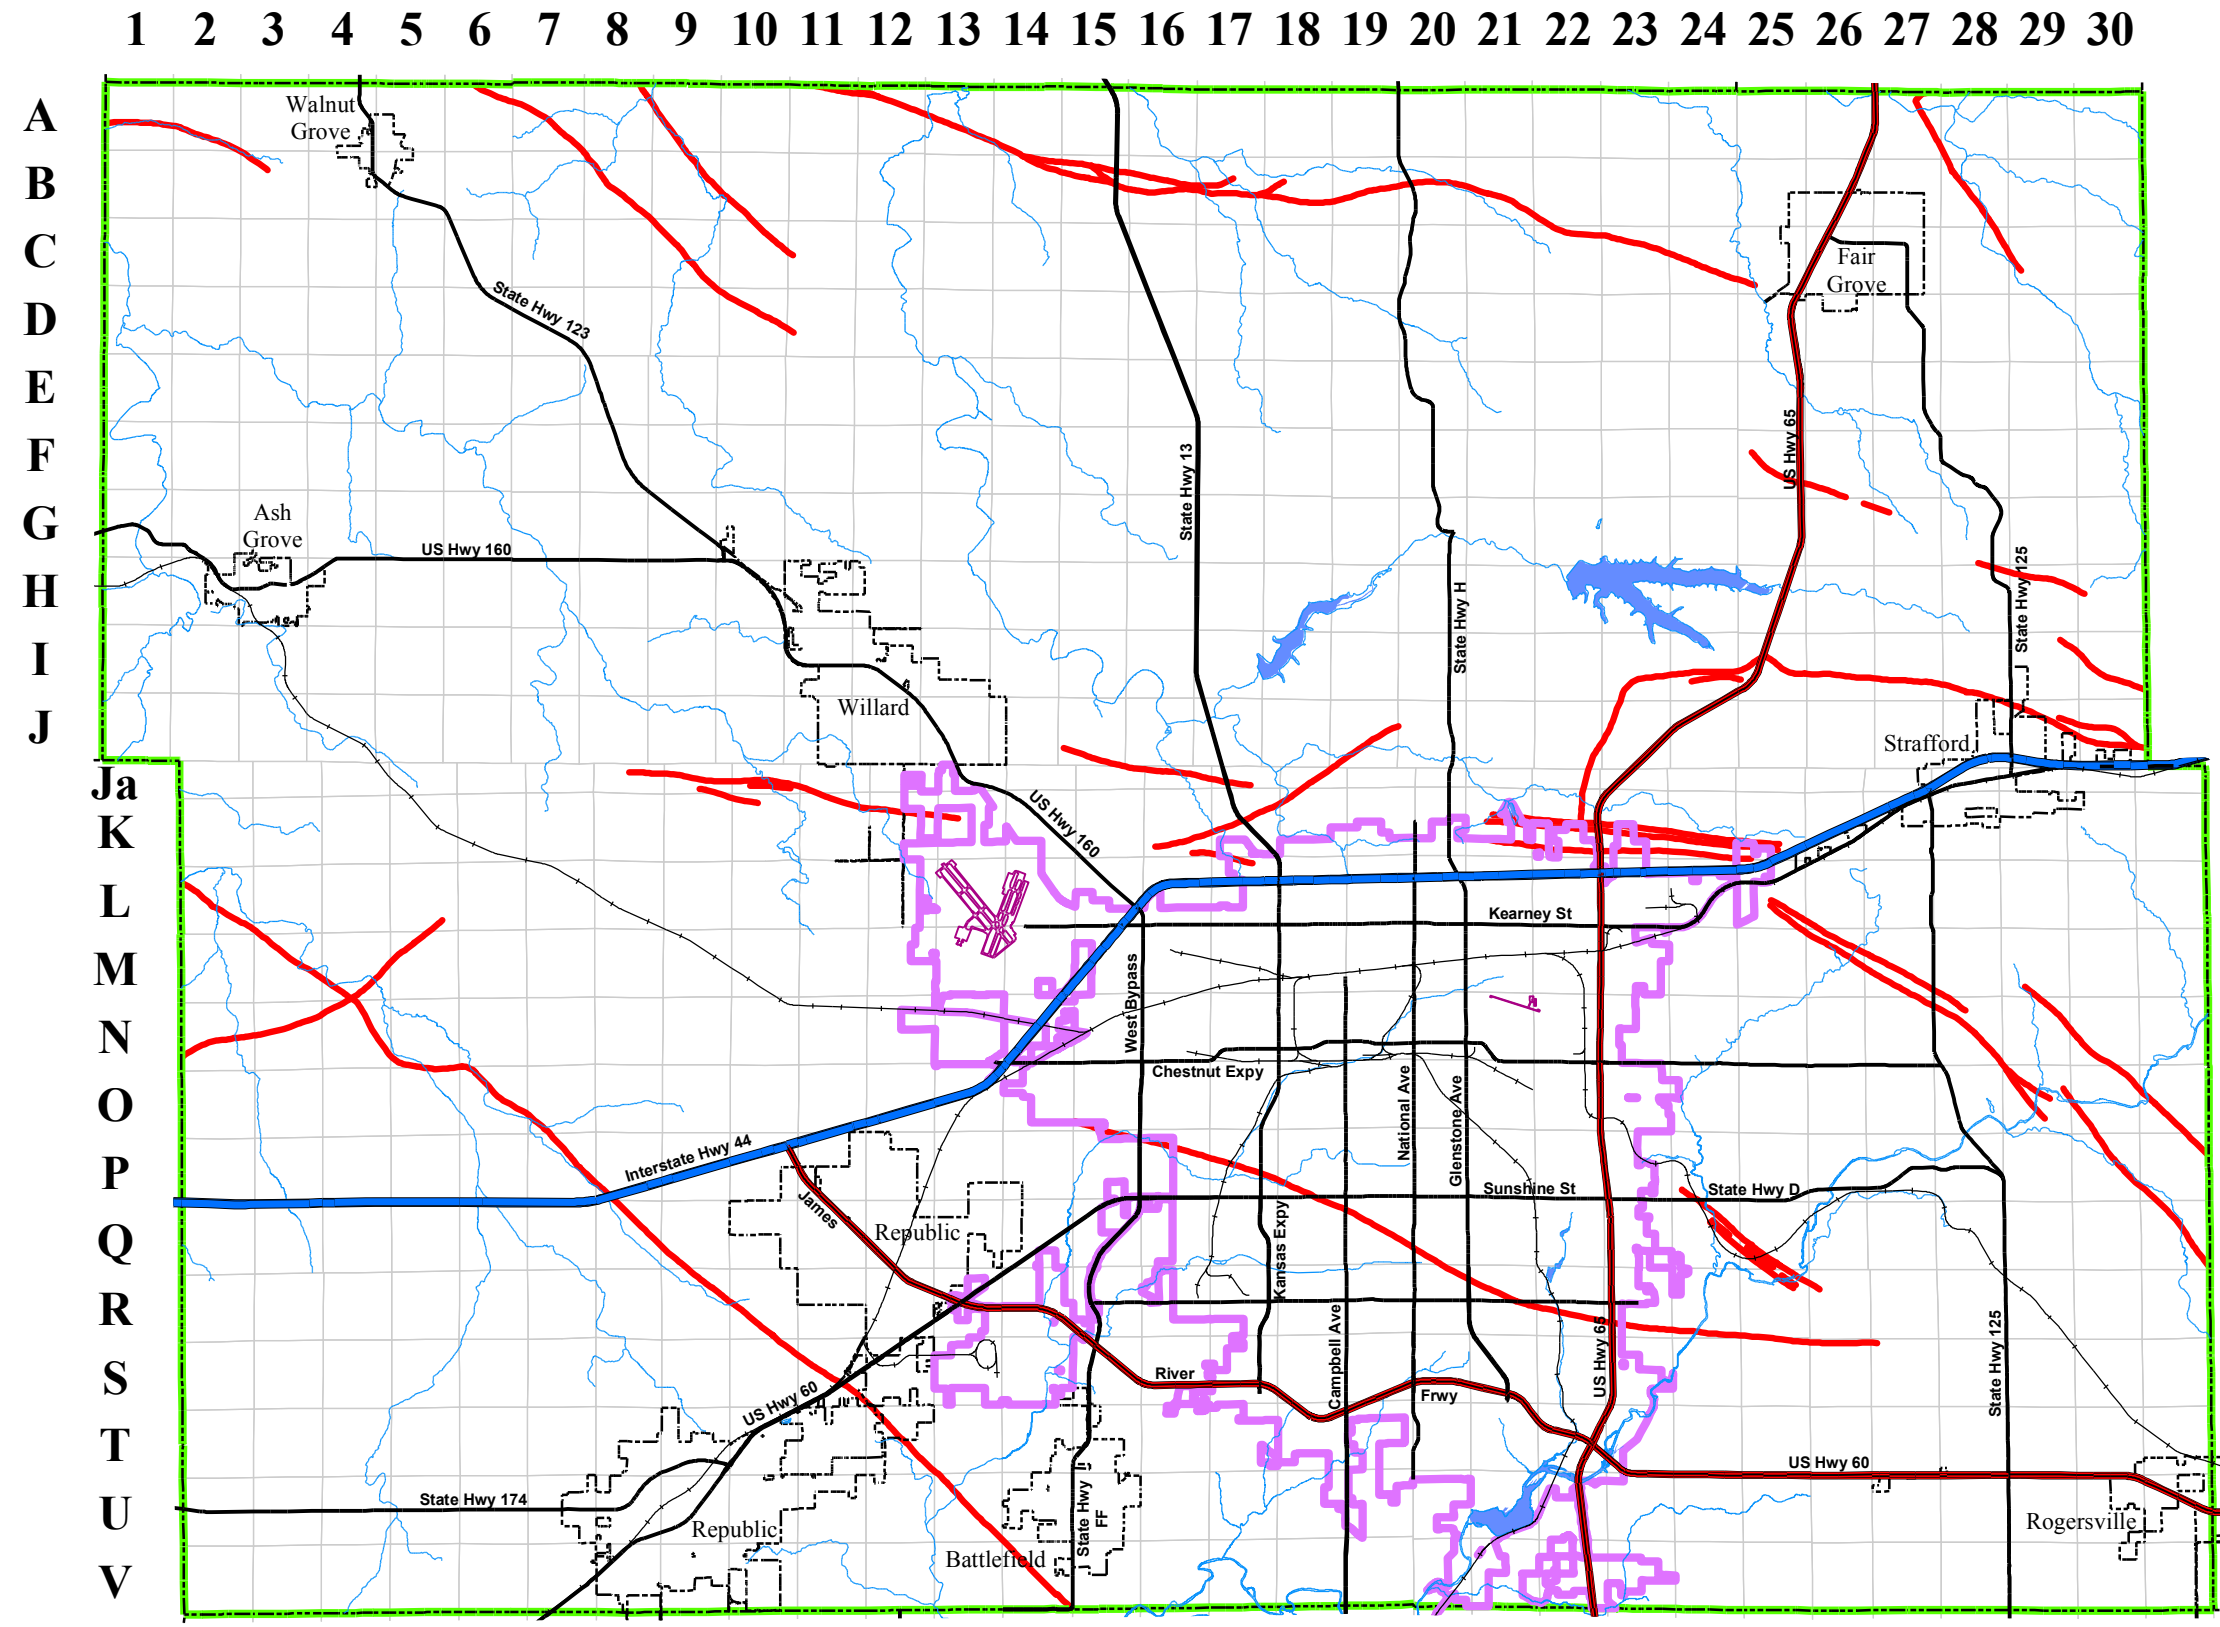 1 2 3 4 5 6 7 8 9 10 11 12 13 14 15 16 17 18 19 20 21 22 23 24 25 26 27 28 29 30
A
B
C
D
E
F
G
H
I
J
Ja
K
L
M
N
O
P
Q
R
S
T
U
V
Walnut
Grove
State Hwy 123
Fair
Grove
US Hwy 65
State Hwy 13
Ash
Grove
US Hwy 160
State Hwy H
State Hwy 125
Willard
Strafford
US Hwy 160
Kearney St
West Bypass
Chestnut Expy
National Ave
Glenstone Ave
Interstate Hwy 44
James
Republic
Sunshine St
State Hwy D
Kansas Expy
Campbell Ave
US Hwy 65
State Hwy 125
River
Frwy
US Hwy 60
US Hwy 60
State Hwy 174
Republic
Battlefield
State Hwy
FF
Rogersville